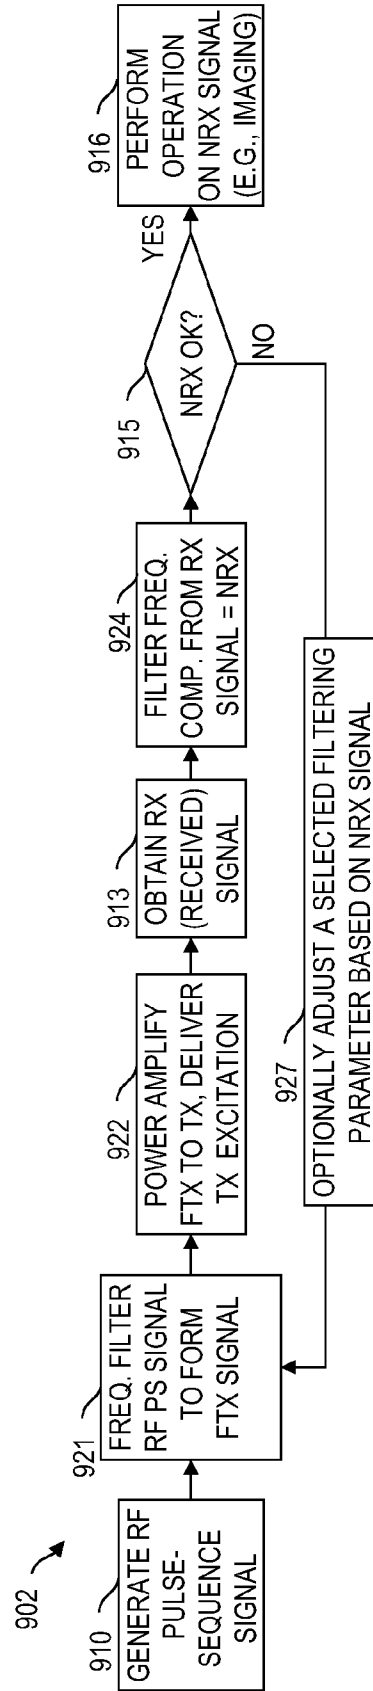 902
910
GENERATE RF
PULSE-
SEQUENCE
SIGNAL
921
FREQ. FILTER
RF PS SIGNAL
TO FORM
FTX SIGNAL
922
POWER AMPLIFY
FTX TO TX, DELIVER
TX EXCITATION
913
OBTAIN RX
(RECEIVED)
SIGNAL
924
FILTER FREQ.
COMP. FROM RX
SIGNAL = NRX
915
NRX OK?
YES
NO
916
PERFORM
OPERATION
ON NRX SIGNAL
(E.G., IMAGING)
927
OPTIONALLY ADJUST A SELECTED FILTERING
PARAMETER BASED ON NRX SIGNAL